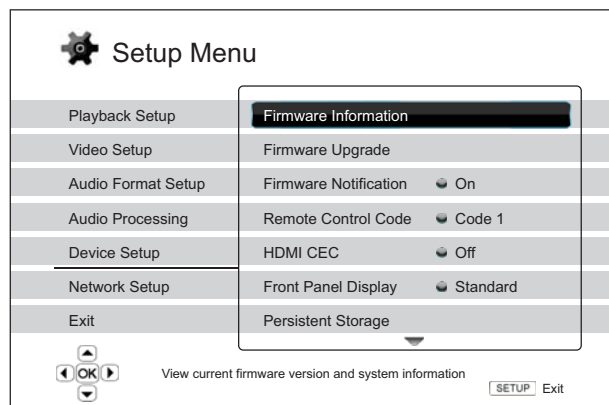 Setup Menu
Playback Setup
Video Setup
Audio Format Setup
Audio Processing
Device Setup
Network Setup
Exit
Firmware Information
Firmware Upgrade
Firmware Notification On
Remote Control Code Code 1
HDMI CEC Off
Front Panel Display Standard
Persistent Storage
OK
View current firmware version and system information
SETUP Exit